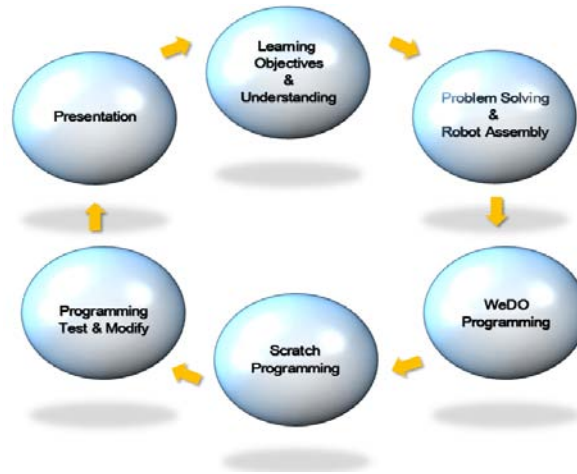 Learning
Objectives
&
Understanding
Problem Solving
&
Robot Assembly
WeDO
Programming
Scratch
Programming
Programming
Test & Modify
Presentation